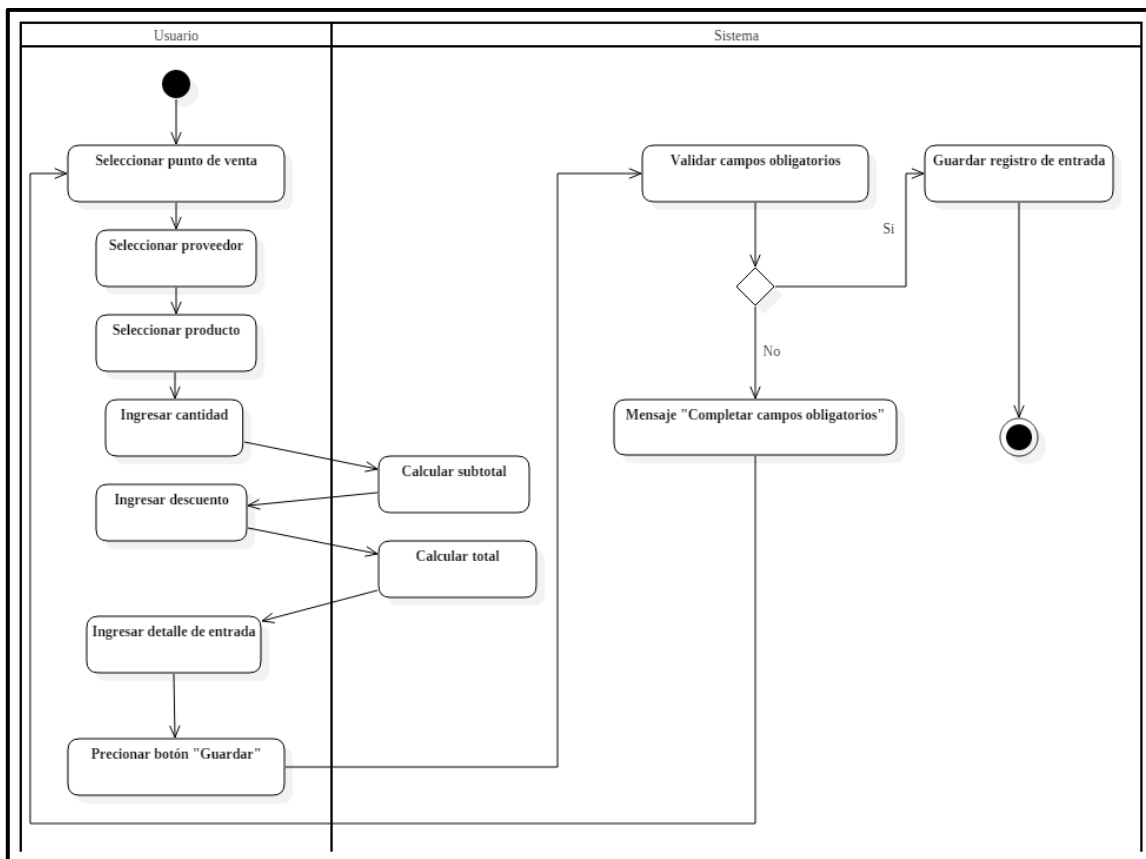 Usuario
Sistema
Seleccionar punto de venta
Seleccionar proveedor
Seleccionar producto
Ingresar cantidad
Calcular subtotal
Ingresar descuento
Calcular total
Ingresar detalle de entrada
Precionar botón "Guardar"
Validar campos obligatorios
Si
Guardar registro de entrada
No
Mensaje "Completar campos obligatorios"